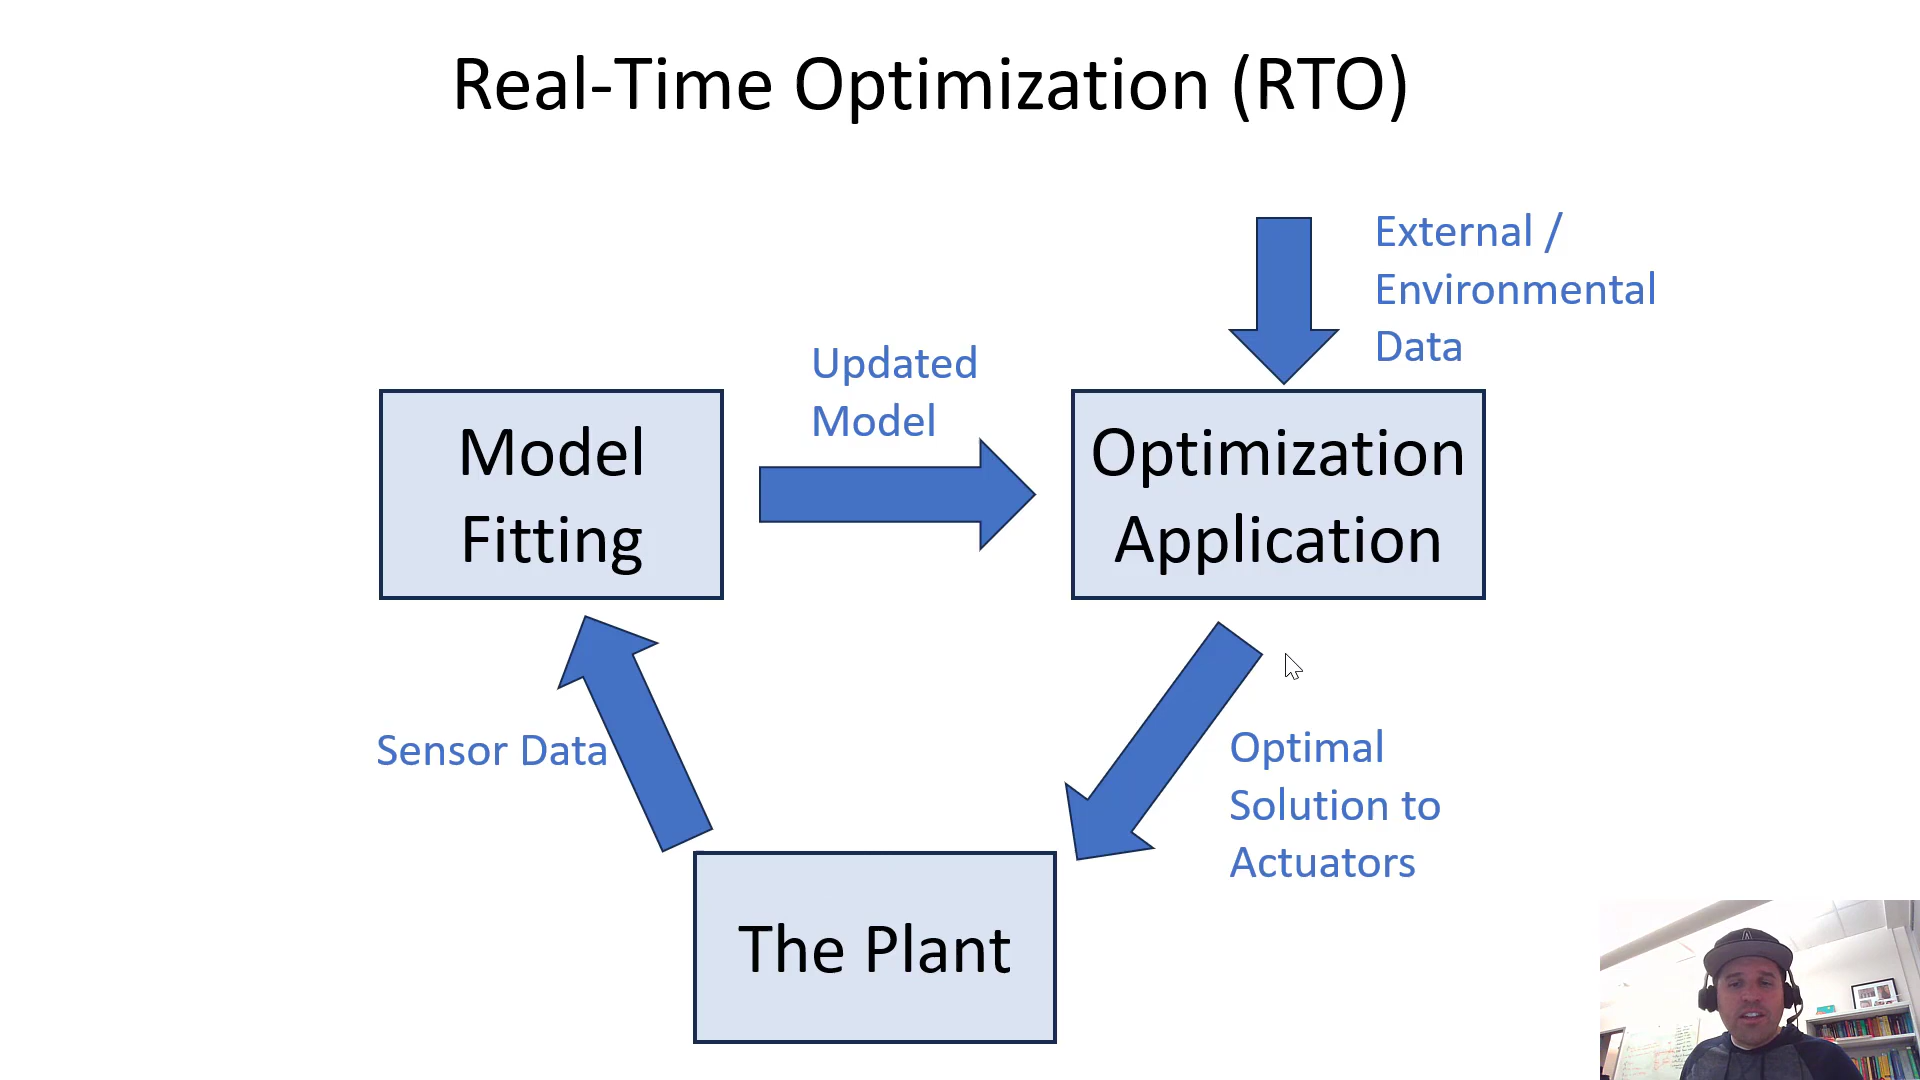 Real-Time Optimization (RTO)
External /
Environmental
Data
Updated
Model
Model
Fitting
Optimization
Application
Sensor Data
Optimal
Solution to
Actuators
The Plant